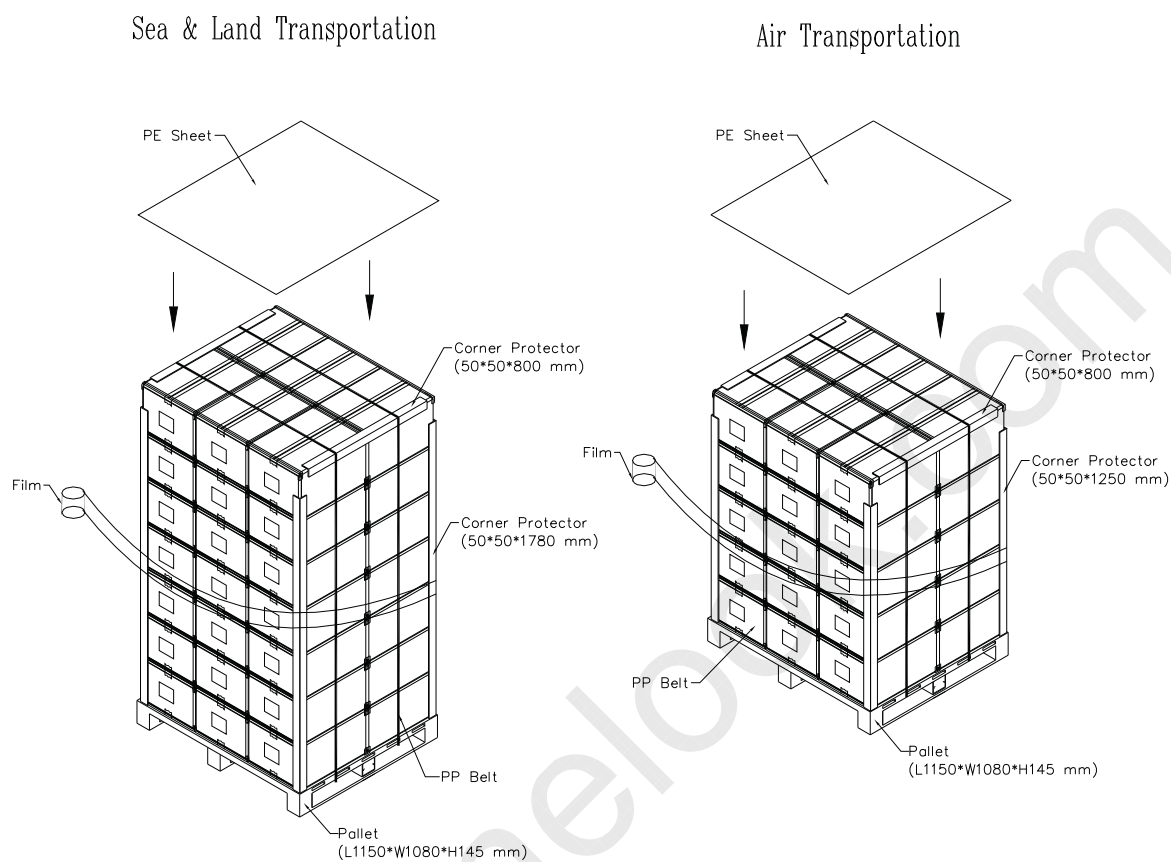 Sea & Land Transportation
PE Sheet
Corner Protector
(50*50*800 mm)
Film
Corner Protector
(50*50*1780 mm)
PP Belt
Pallet
(L1150*W1080*H145 mm)
Air Transportation
PE Sheet
Corner Protector
(50*50*800 mm)
Film
Corner Protector
(50*50*1250 mm)
PP Belt
Pallet
(L1150*W1080*H145 mm)
nelook.com